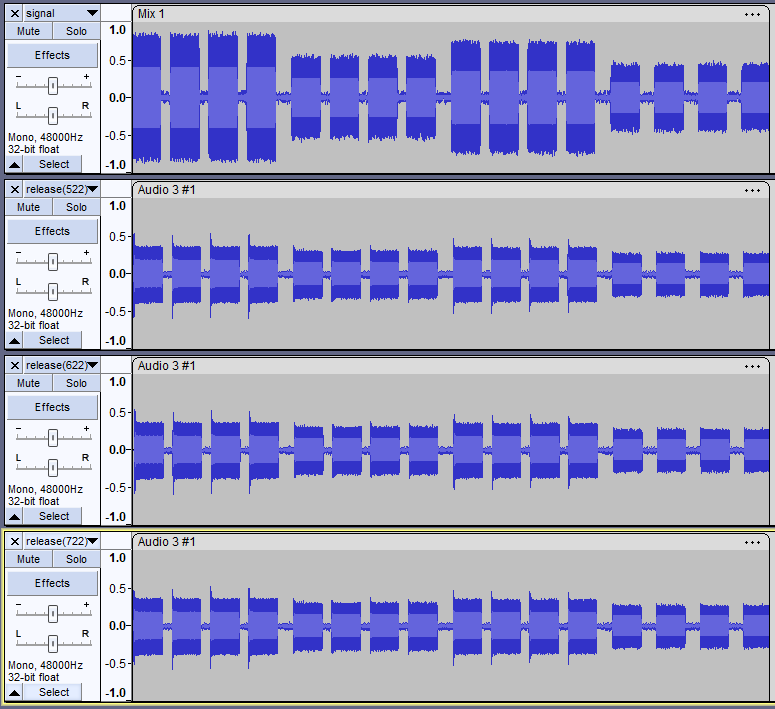 signal
Mix 1
Mute Solo
Effects
- +
L R
Mono, 48000Hz
32-bit float
Select
1.0
0.5
0.0
-0.5
-1.0
release(522)
Audio 3 #1
Mute Solo
Effects
- +
L R
Mono, 48000Hz
32-bit float
Select
1.0
0.5
0.0
-0.5
-1.0
release(622)
Audio 3 #1
Mute Solo
Effects
- +
L R
Mono, 48000Hz
32-bit float
Select
1.0
0.5
0.0
-0.5
-1.0
release(722)
Audio 3 #1
Mute Solo
Effects
- +
L R
Mono, 48000Hz
32-bit float
Select
1.0
0.5
0.0
-0.5
-1.0